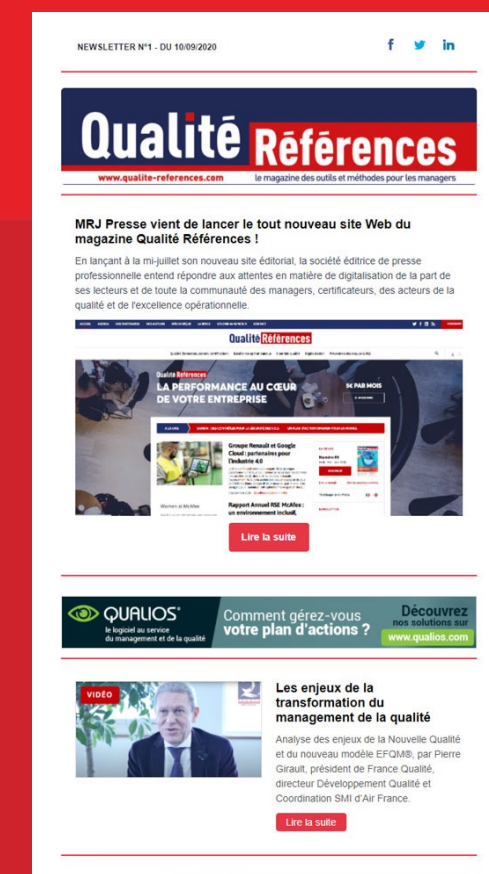 NEWSLETTER N°1 - DU 10/09/2020
Qualité Références
www.qualite-references.com le magazine des outils et méthodes pour les managers
MRJ Presse vient de lancer le tout nouveau site Web du
magazine Qualité Références !
En lançant à la mi-juillet son nouveau site éditorial, la société éditrice de presse
professionnelle entend répondre aux attentes en matière de digitalisation de la part de
ses lecteurs et de toute la communauté des managers, certificateurs, des acteurs de la
qualité et de l'excellence opérationnelle.
Qualité Références
Qualité Références
LA PERFORMANCE AU CŒUR
DE VOTRE ENTREPRISE
5€ PAR MOIS
Groupe Renault et Google
Cloud : partenaires pour
l'industrie 4.0
Women at McAfee
Rapport Annuel RSE McAfee :
un environnement inclusif,
Lire la suite
QUALIOS
le logiciel au service
du management et de la qualité
Comment gérez-vous
votre plan d'actions ?
Découvrez
nos solutions sur
www.qualios.com
VIDÉO
Les enjeux de la
transformation du
management de la qualité
Analyse des enjeux de la Nouvelle Qualité
et du nouveau modèle EFQM®, par Pierre
Girault, président de France Qualité,
directeur Développement Qualité et
Coordination SMI d'Air France.
Lire la suite